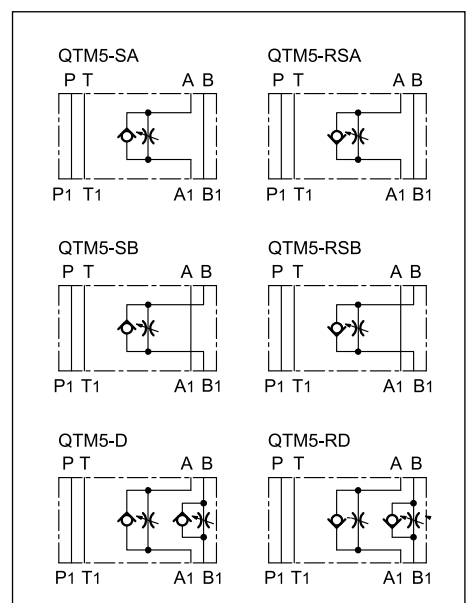 QTM5-SA
P T A B
P1 T1 A1 B1
QTM5-RSA
P T A B
P1 T1 A1 B1
QTM5-SB
P T A B
P1 T1 A1 B1
QTM5-RSB
P T A B
P1 T1 A1 B1
QTM5-D
P T A B
P1 T1 A1 B1
QTM5-RD
P T A B
P1 T1 A1 B1